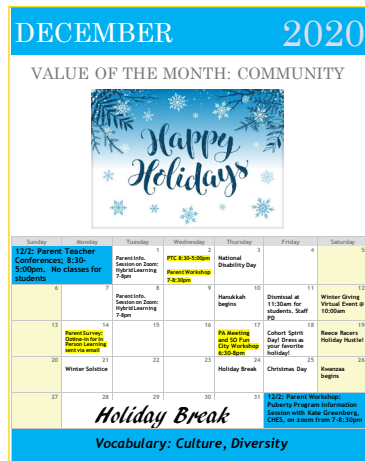 DECEMBER 2020
VALUE OF THE MONTH: COMMUNITY
Happy
Holidays
Sunday Monday Tuesday Wednesday Thursday Friday Saturday
12/2: Parent Teacher
Conferences; 8:30-
5:00pm. No classes for
students
1
Parent Info.
Session on Zoom:
Hybrid Learning
7-8pm
2
PTC 8:30-5:00pm
Parent Workshop
7-8:30pm
3
National
Disability Day
4
5
6
7
8
Parent Info.
Session on Zoom:
Hybrid Learning
7-8pm
9
10
Hanukkah
begins
11
Dismissal at
11:30am for
students. Staff
PD
12
Winter Giving
Virtual Event @
10:00am
13
14
Parent Survey:
Opting-in for In
Person Learning
sent via email
15
16
17
PA Meeting
and SO Fun
City Workshop
6:30-8pm
18
Cohort Spirit
Day! Dress as
your favorite
holiday!
19
Reece Racers
Holiday Hustle!
20
21
Winter Solstice
22
23
24
Holiday Break
25
Christmas Day
26
Kwanzaa
begins
27
28
29
30
31
Holiday Break
12/2; Parent Workshop:
Puberty Program Information
Session with Kate Greenberg,
CHES, on zoom from 7-8:30pm
Vocabulary: Culture, Diversity